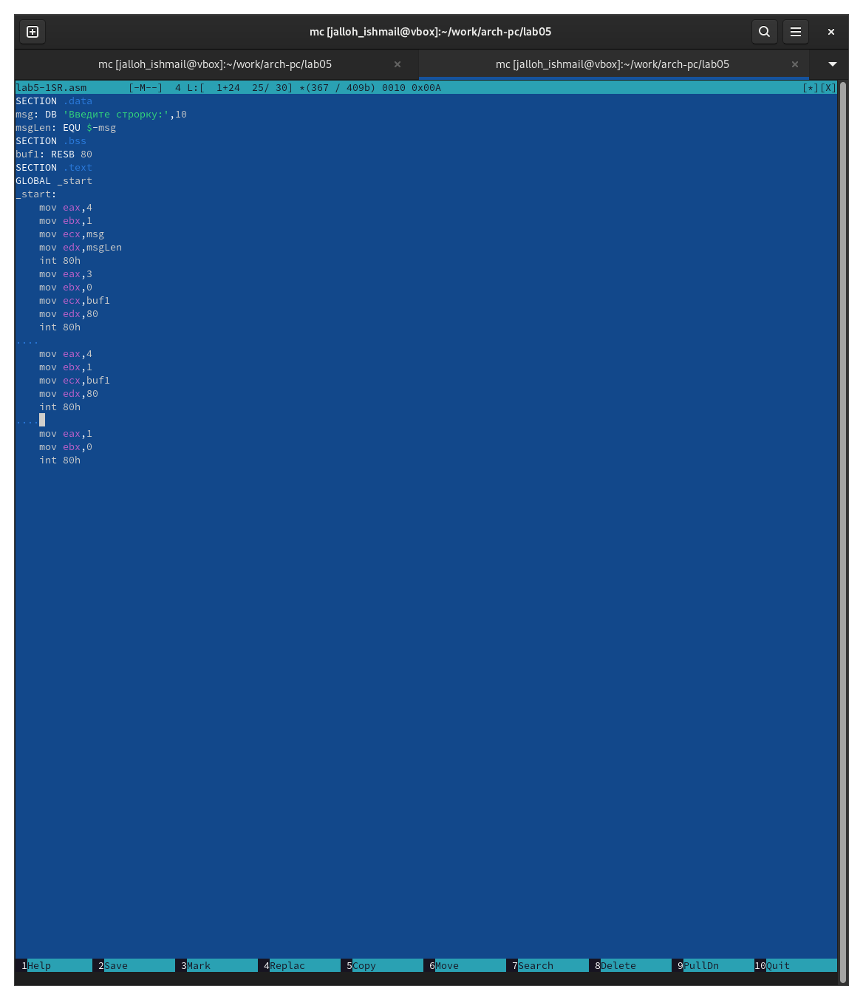 mc [jalloh_ishmail@vbox]:~/work/arch-pc/lab05
mc [jalloh_ishmail@vbox]:~/work/arch-pc/lab05 × mc [jalloh_ishmail@vbox]:~/work/arch-pc/lab05 ×
lab5-1SR.asm       [-M--]  4 L:[  1+24  25/ 30] *(367 / 409b) 0010 0x00A [*][X]
SECTION .data
msg: DB 'Введите строрку:',10
msgLen: EQU $-msg
SECTION .bss
buf1: RESB 80
SECTION .text
GLOBAL _start
_start:
    mov eax,4
    mov ebx,1
    mov ecx,msg
    mov edx,msgLen
    int 80h
    mov eax,3
    mov ebx,0
    mov ecx,buf1
    mov edx,80
    int 80h
....
    mov eax,4
    mov ebx,1
    mov ecx,buf1
    mov edx,80
    int 80h
....
    mov eax,1
    mov ebx,0
    int 80h
1Help 2Save 3Mark 4Replac 5Copy 6Move 7Search 8Delete 9PullDn 10Quit